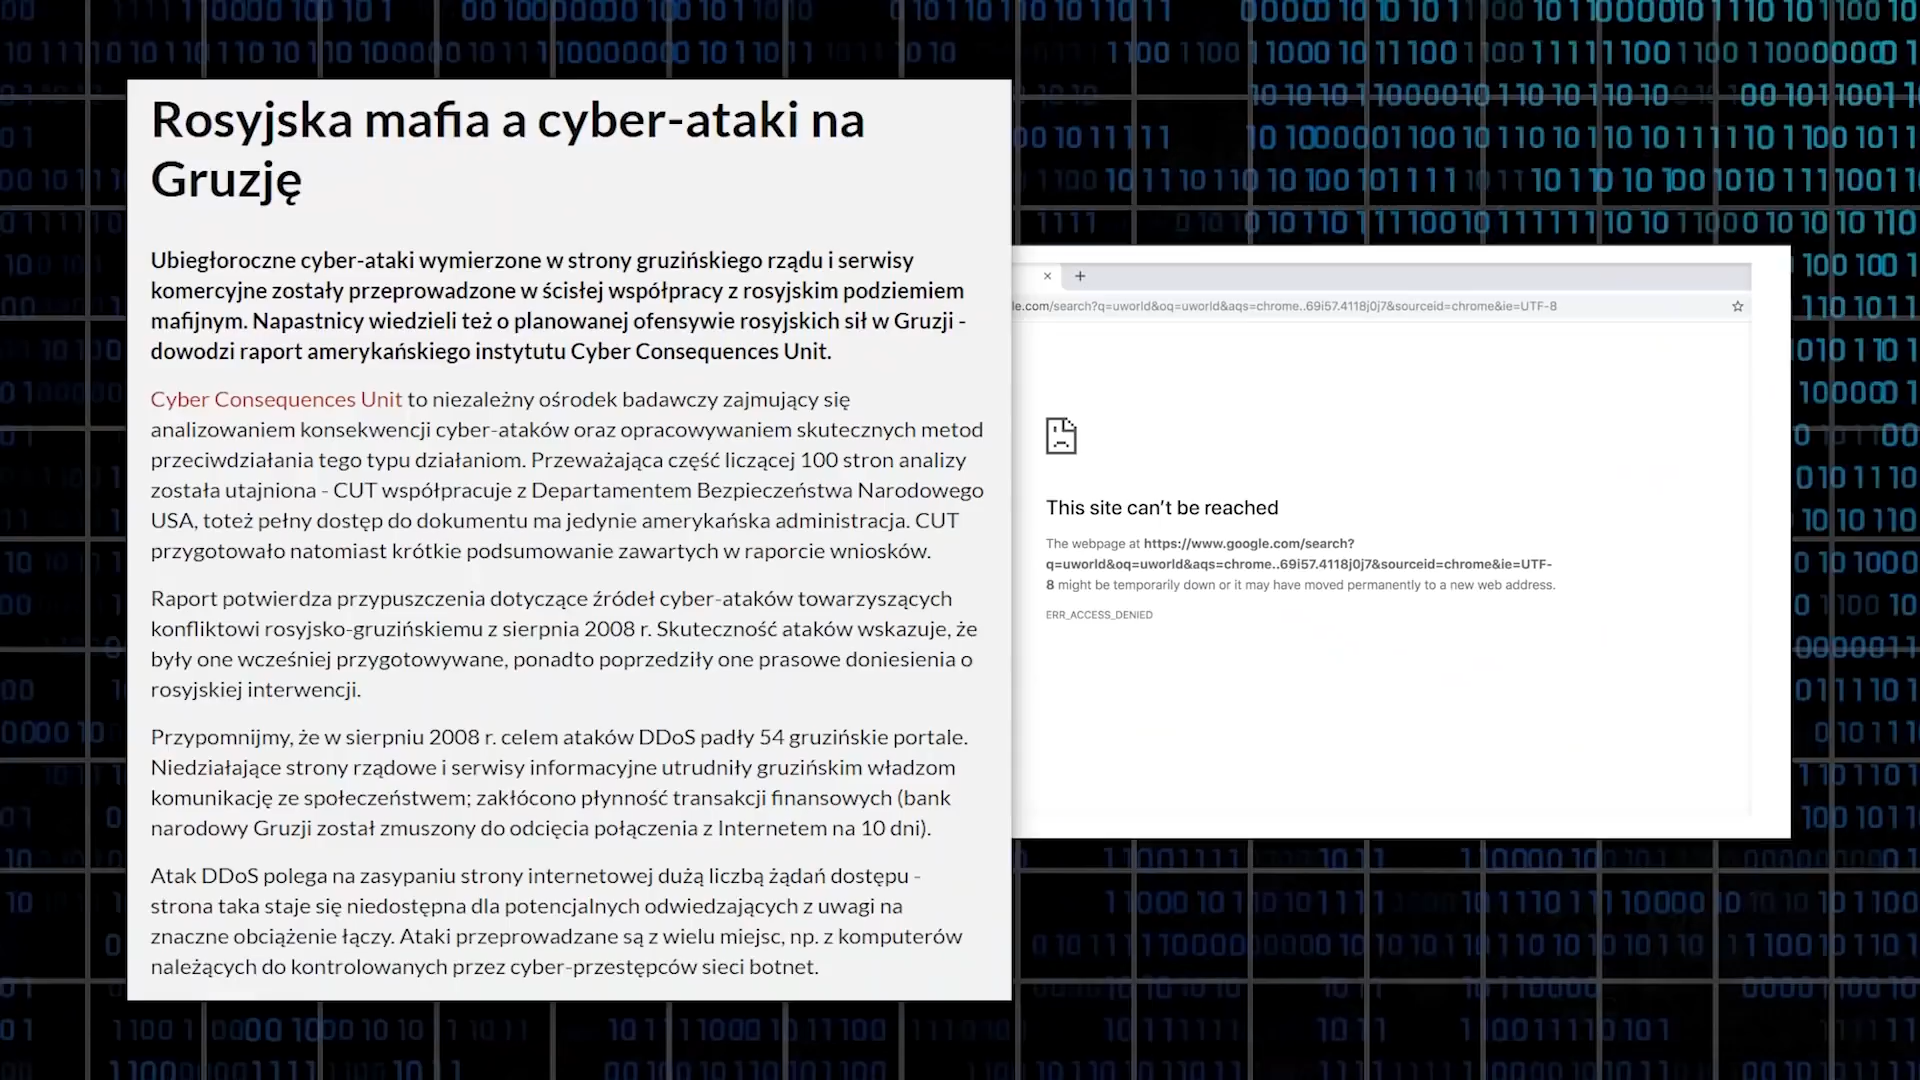 Rosyjska mafia a cyber-ataki na
Gruzję
Ubiegłoroczne cyber-ataki wymierzone w strony gruzińskiego rządu i serwisy
komercyjne zostały przeprowadzone w ścisłej współpracy z rosyjskim podziemiem
mafijnym. Napastnicy wiedzieli też o planowanej ofensywie rosyjskich sił w Gruzji -
dowodzi raport amerykańskiego instytutu Cyber Consequences Unit.
Cyber Consequences Unit to niezależny ośrodek badawczy zajmujący się
analizowaniem konsekwencji cyber-ataków oraz opracowywaniem skutecznych metod
przeciwdziałania tego typu działaniom. Przeważająca część liczącej 100 stron analizy
została utajniona - CUT współpracuje z Departamentem Bezpieczeństwa Narodowego
USA, toteż pełny dostęp do dokumentu ma jedynie amerykańska administracja. CUT
przygotowało natomiast krótkie podsumowanie zawartych w raporcie wniosków.
Raport potwierdza przypuszczenia dotyczące źródeł cyber-ataków towarzyszących
konfliktowi rosyjsko-gruzińskiemu z sierpnia 2008 r. Skuteczność ataków wskazuje, że
były one wcześniej przygotowywane, ponadto poprzedziły one prasowe doniesienia o
rosyjskiej interwencji.
Przypomnijmy, że w sierpniu 2008 r. celem ataków DDoS padły 54 gruzińskie portale.
Niedziałające strony rządowe i serwisy informacyjne utrudniły gruzińskim władzom
komunikację ze społeczeństwem; zakłócono płynność transakcji finansowych (bank
narodowy Gruzji został zmuszony do odcięcia połączenia z Internetem na 10 dni).
Atak DDoS polega na zasypaniu strony internetowej dużą liczbą żądań dostępu -
strona taka staje się niedostępna dla potencjalnych odwiedzających z uwagi na
znaczne obciążenie łączy. Ataki przeprowadzane są z wielu miejsc, np. z komputerów
należących do kontrolowanych przez cyber-przestępców sieci botnet.
le.com/search?q=uworld&oq=uworld&aqs=chrome..69i57.4118j0j7&sourceid=chrome&ie=UTF-8
This site can't be reached
The webpage at https://www.google.com/search?
q=uworld&oq=uworld&aqs=chrome..69i57.4118j0j7&sourceid=chrome&ie=UTF-
8 might be temporarily down or it may have moved permanently to a new web address.
ERR_ACCESS_DENIED